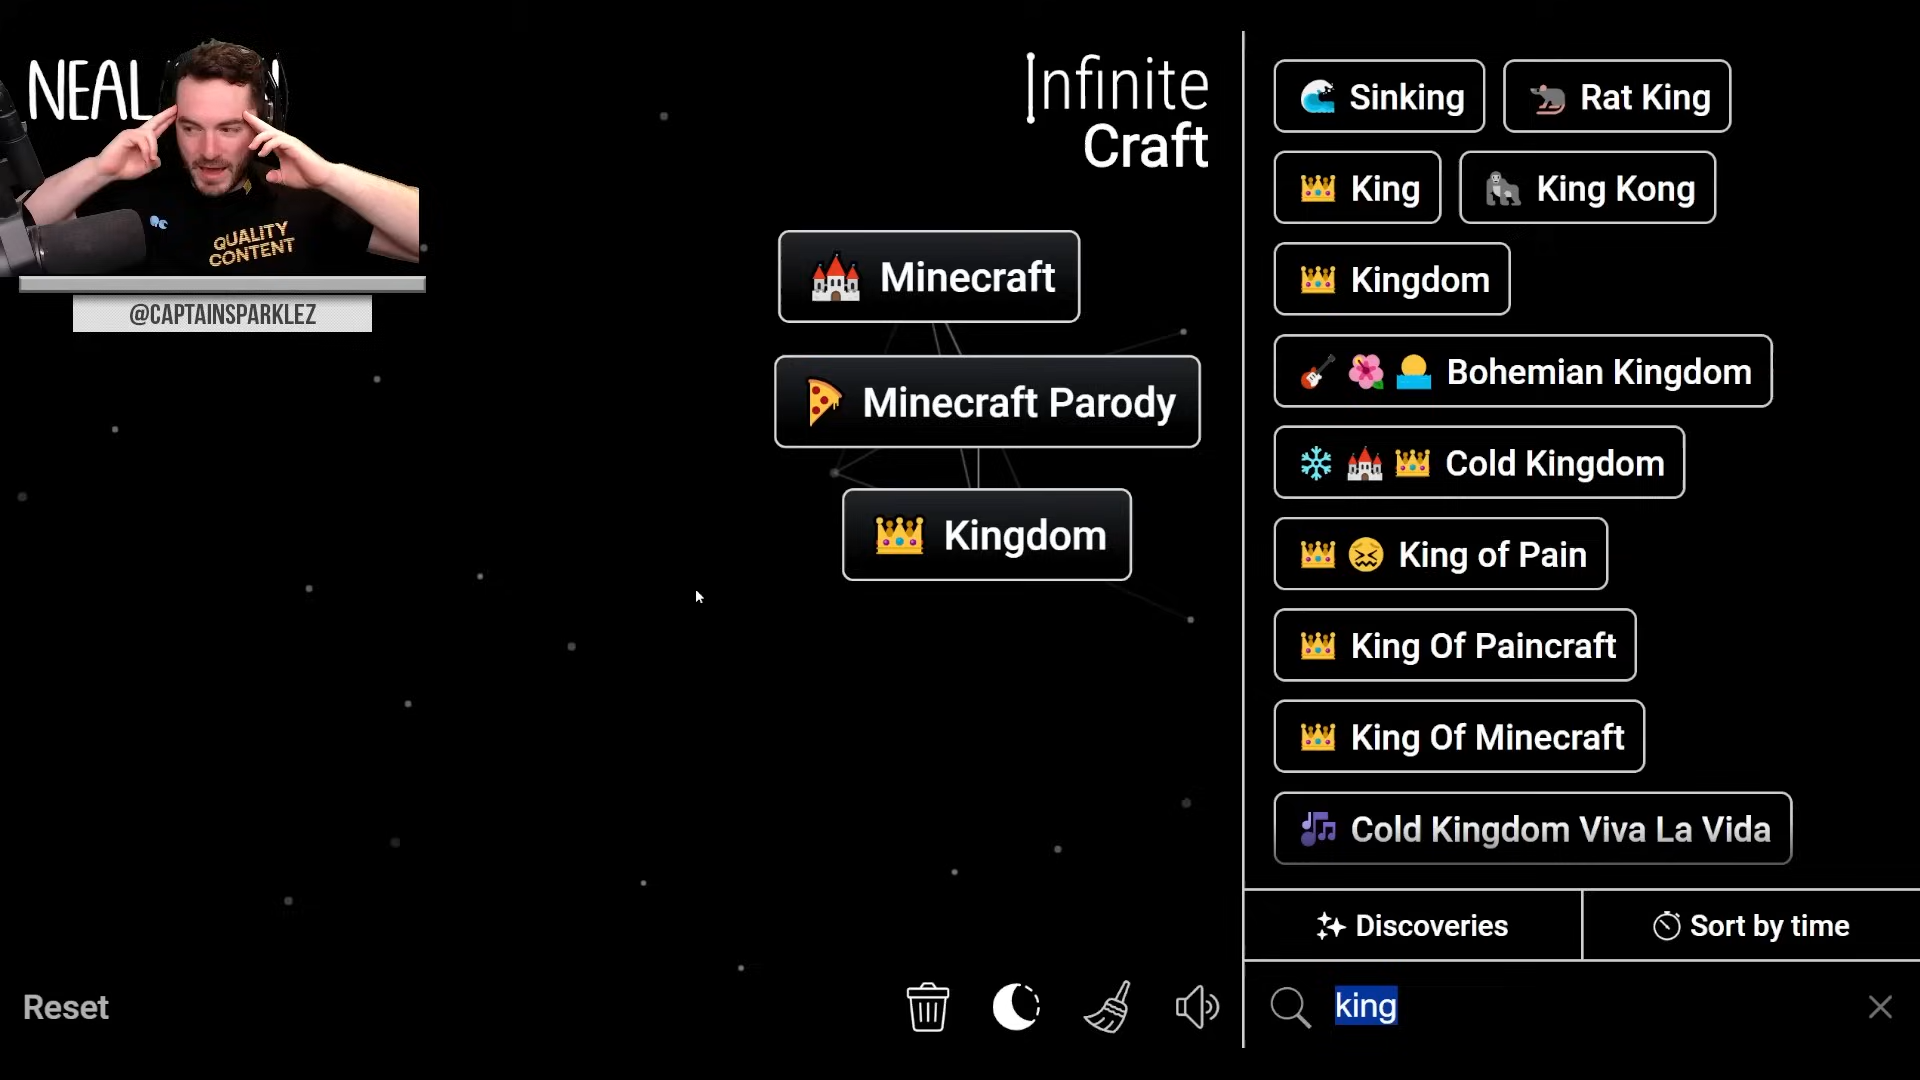 NEAL
@CAPTAINSPARKLEZ
QUALITY
CONTENT
Infinite
Craft
Minecraft
Minecraft Parody
Kingdom
Sinking
Rat King
King
King Kong
Kingdom
Bohemian Kingdom
Cold Kingdom
King of Pain
King Of Paincraft
King Of Minecraft
Cold Kingdom Viva La Vida
Discoveries
Sort by time
king
Reset